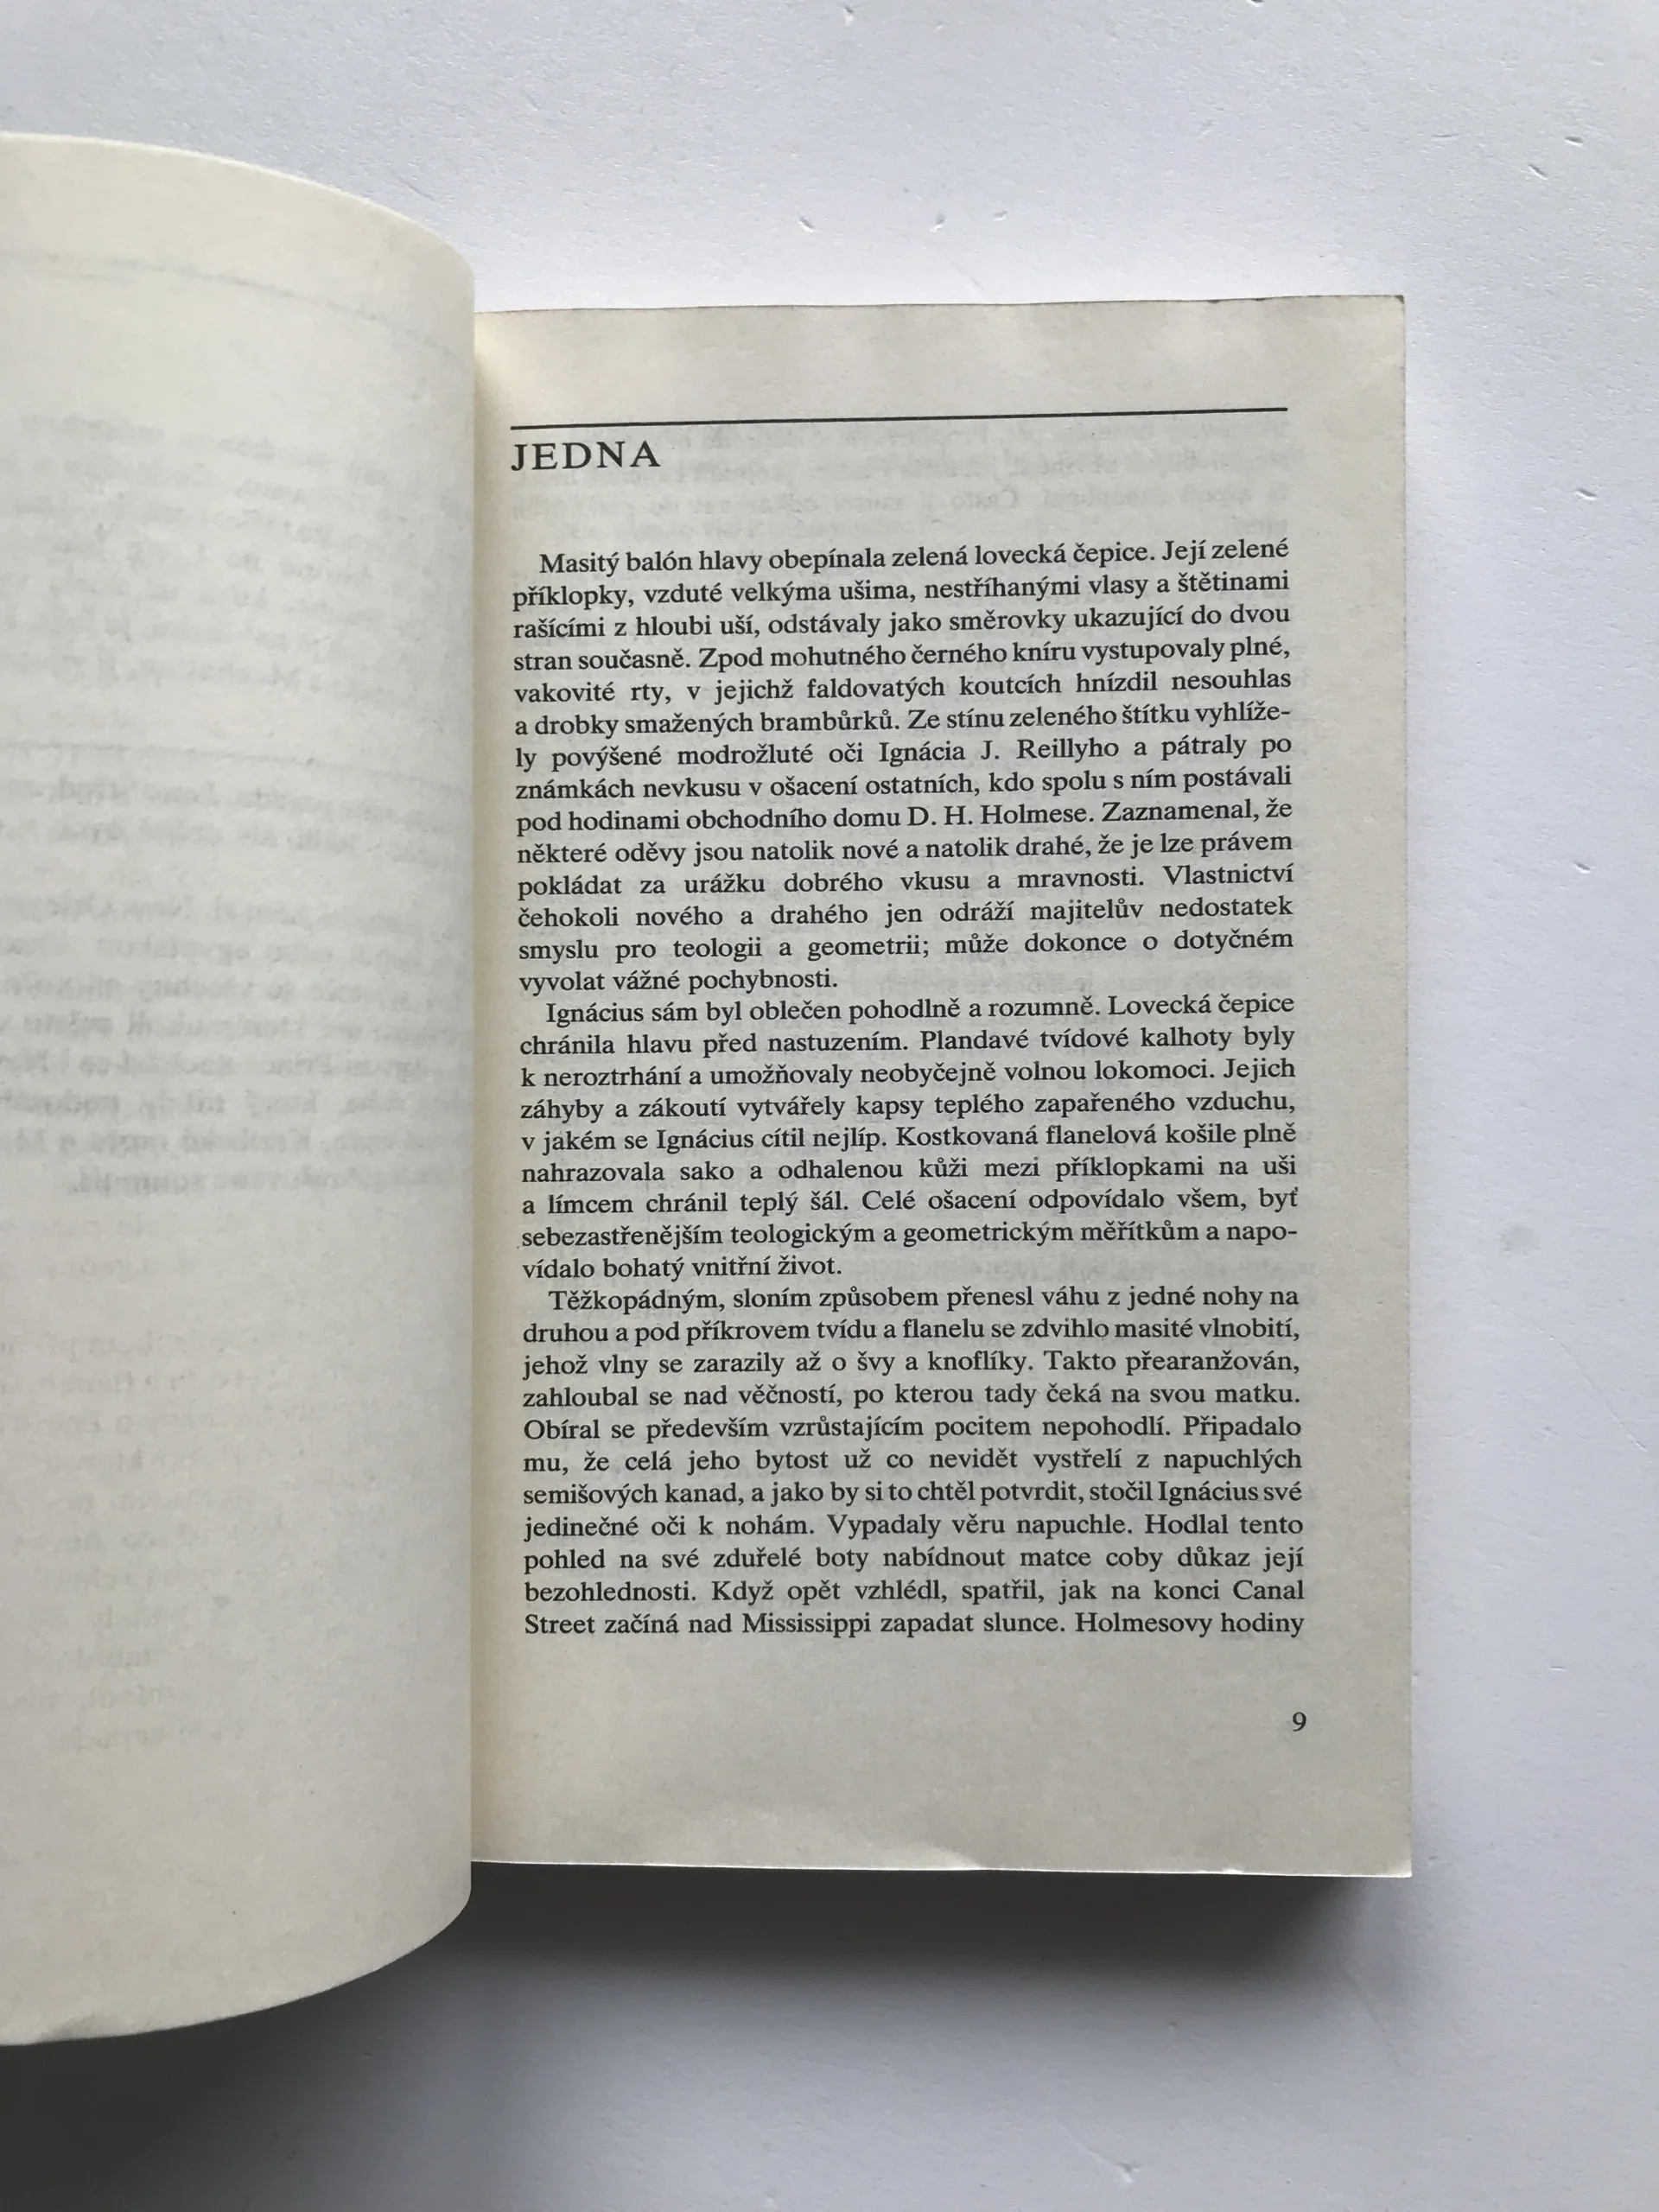 JEDNA
Masitý balón hlavy obepínala zelená lovecká čepice. Její zelené
příklopky, vzduté velkýma ušima, nestříhanými vlasy a štětinami
rašícími z hloubi uší, odstávaly jako směrovky ukazující do dvou
stran současně. Zpod mohutného černého kníru vystupovaly plné,
vakovité rty, v jejichž faldovatých koutcích hnízdil nesouhlas
a drobky smažených brambůrků. Ze stínu zeleného štítku vyhlíže-
ly povýšené modrožluté oči Ignácia J. Reillyho a pátraly po
známkách nevkusu v ošacení ostatních, kdo spolu s ním postávali
pod hodinami obchodního domu D. H. Holmese. Zaznamenal, že
některé oděvy jsou natolik nové a natolik drahé, že je lze právem
pokládat za urážku dobrého vkusu a mravnosti. Vlastnictví
čehokoli nového a drahého jen odráží majitelův nedostatek
smyslu pro teologii a geometrii; může dokonce o dotyčném
vyvolat vážné pochybnosti.
Ignácius sám byl oblečen pohodlně a rozumně. Lovecká čepice
chránila hlavu před nastuzením. Plandavé tvídové kalhoty byly
k neroztrhání a umožňovaly neobyčejně volnou lokomoci. Jejich
záhyby a zákoutí vytvářely kapsy teplého zapařeného vzduchu,
v jakém se Ignácius cítil nejlíp. Kostkovaná flanelová košile plně
nahrazovala sako a odhalenou kůži mezi příklopkami na uši
a límcem chránil teplý šál. Celé ošacení odpovídalo všem, byť
sebezastřenějším teologickým a geometrickým měřítkům a napo-
vídalo bohatý vnitřní život.
Těžkopádným, sloním způsobem přenesl váhu z jedné nohy na
druhou a pod příkrovem tvídu a flanelu se zdvihlo masité vlnobití,
jehož vlny se zarazily až o švy a knoflíky. Takto přearanžován,
zahloubal se nad věčností, po kterou tady čeká na svou matku.
Obíral se především vzrůstajícím pocitem nepohodlí. Připadalo
mu, že celá jeho bytost už co nevidět vystřelí z napuchlých
semišových kanad, a jako by si to chtěl potvrdit, stočil Ignácius své
jedinečné oči k nohám. Vypadaly věru napuchle. Hodlal tento
pohled na své zduřelé boty nabídnout matce coby důkaz její
bezohlednosti. Když opět vzhlédl, spatřil, jak na konci Canal
Street začíná nad Mississippi zapadat slunce. Holmesovy hodiny
9